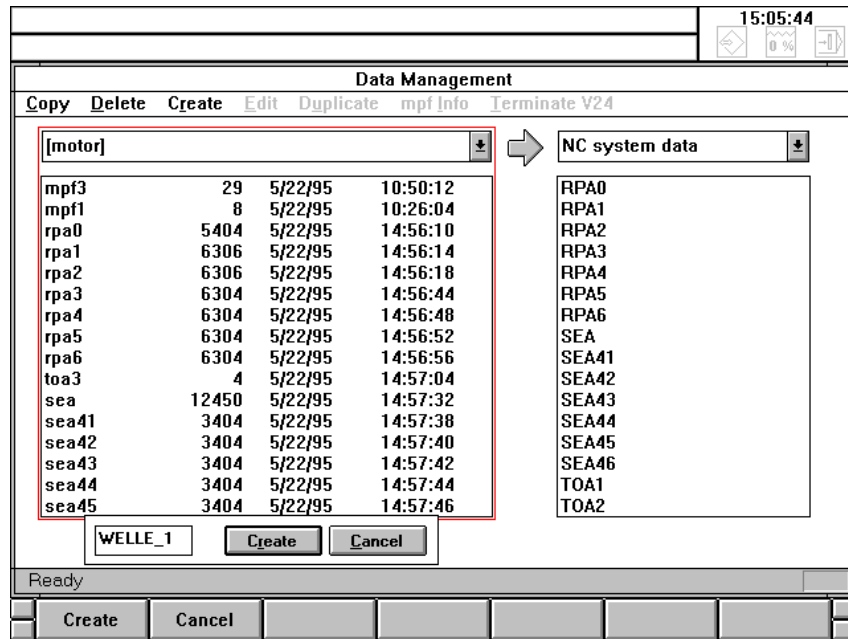 15:05:44
0 %
Data Management
Copy Delete Create Edit Duplicate mpf Info Terminate V24
[motor] NC system data
mpf3 29 5/22/95 10:50:12 RPA0
mpf1 8 5/22/95 10:26:04 RPA1
rpa0 5404 5/22/95 14:56:10 RPA2
rpa1 6306 5/22/95 14:56:14 RPA3
rpa2 6306 5/22/95 14:56:18 RPA4
rpa3 6304 5/22/95 14:56:44 RPA5
rpa4 6304 5/22/95 14:56:48 RPA6
rpa5 6304 5/22/95 14:56:52 SEA
rpa6 6304 5/22/95 14:56:56 SEA41
toa3 4 5/22/95 14:57:04 SEA42
sea 12450 5/22/95 14:57:32 SEA43
sea41 3404 5/22/95 14:57:38 SEA44
sea42 3404 5/22/95 14:57:40 SEA45
sea43 3404 5/22/95 14:57:42 SEA46
sea44 3404 5/22/95 14:57:44 TOA1
sea45 3404 5/22/95 14:57:46 TOA2
WELLE_1 Create Cancel
Ready
Create Cancel